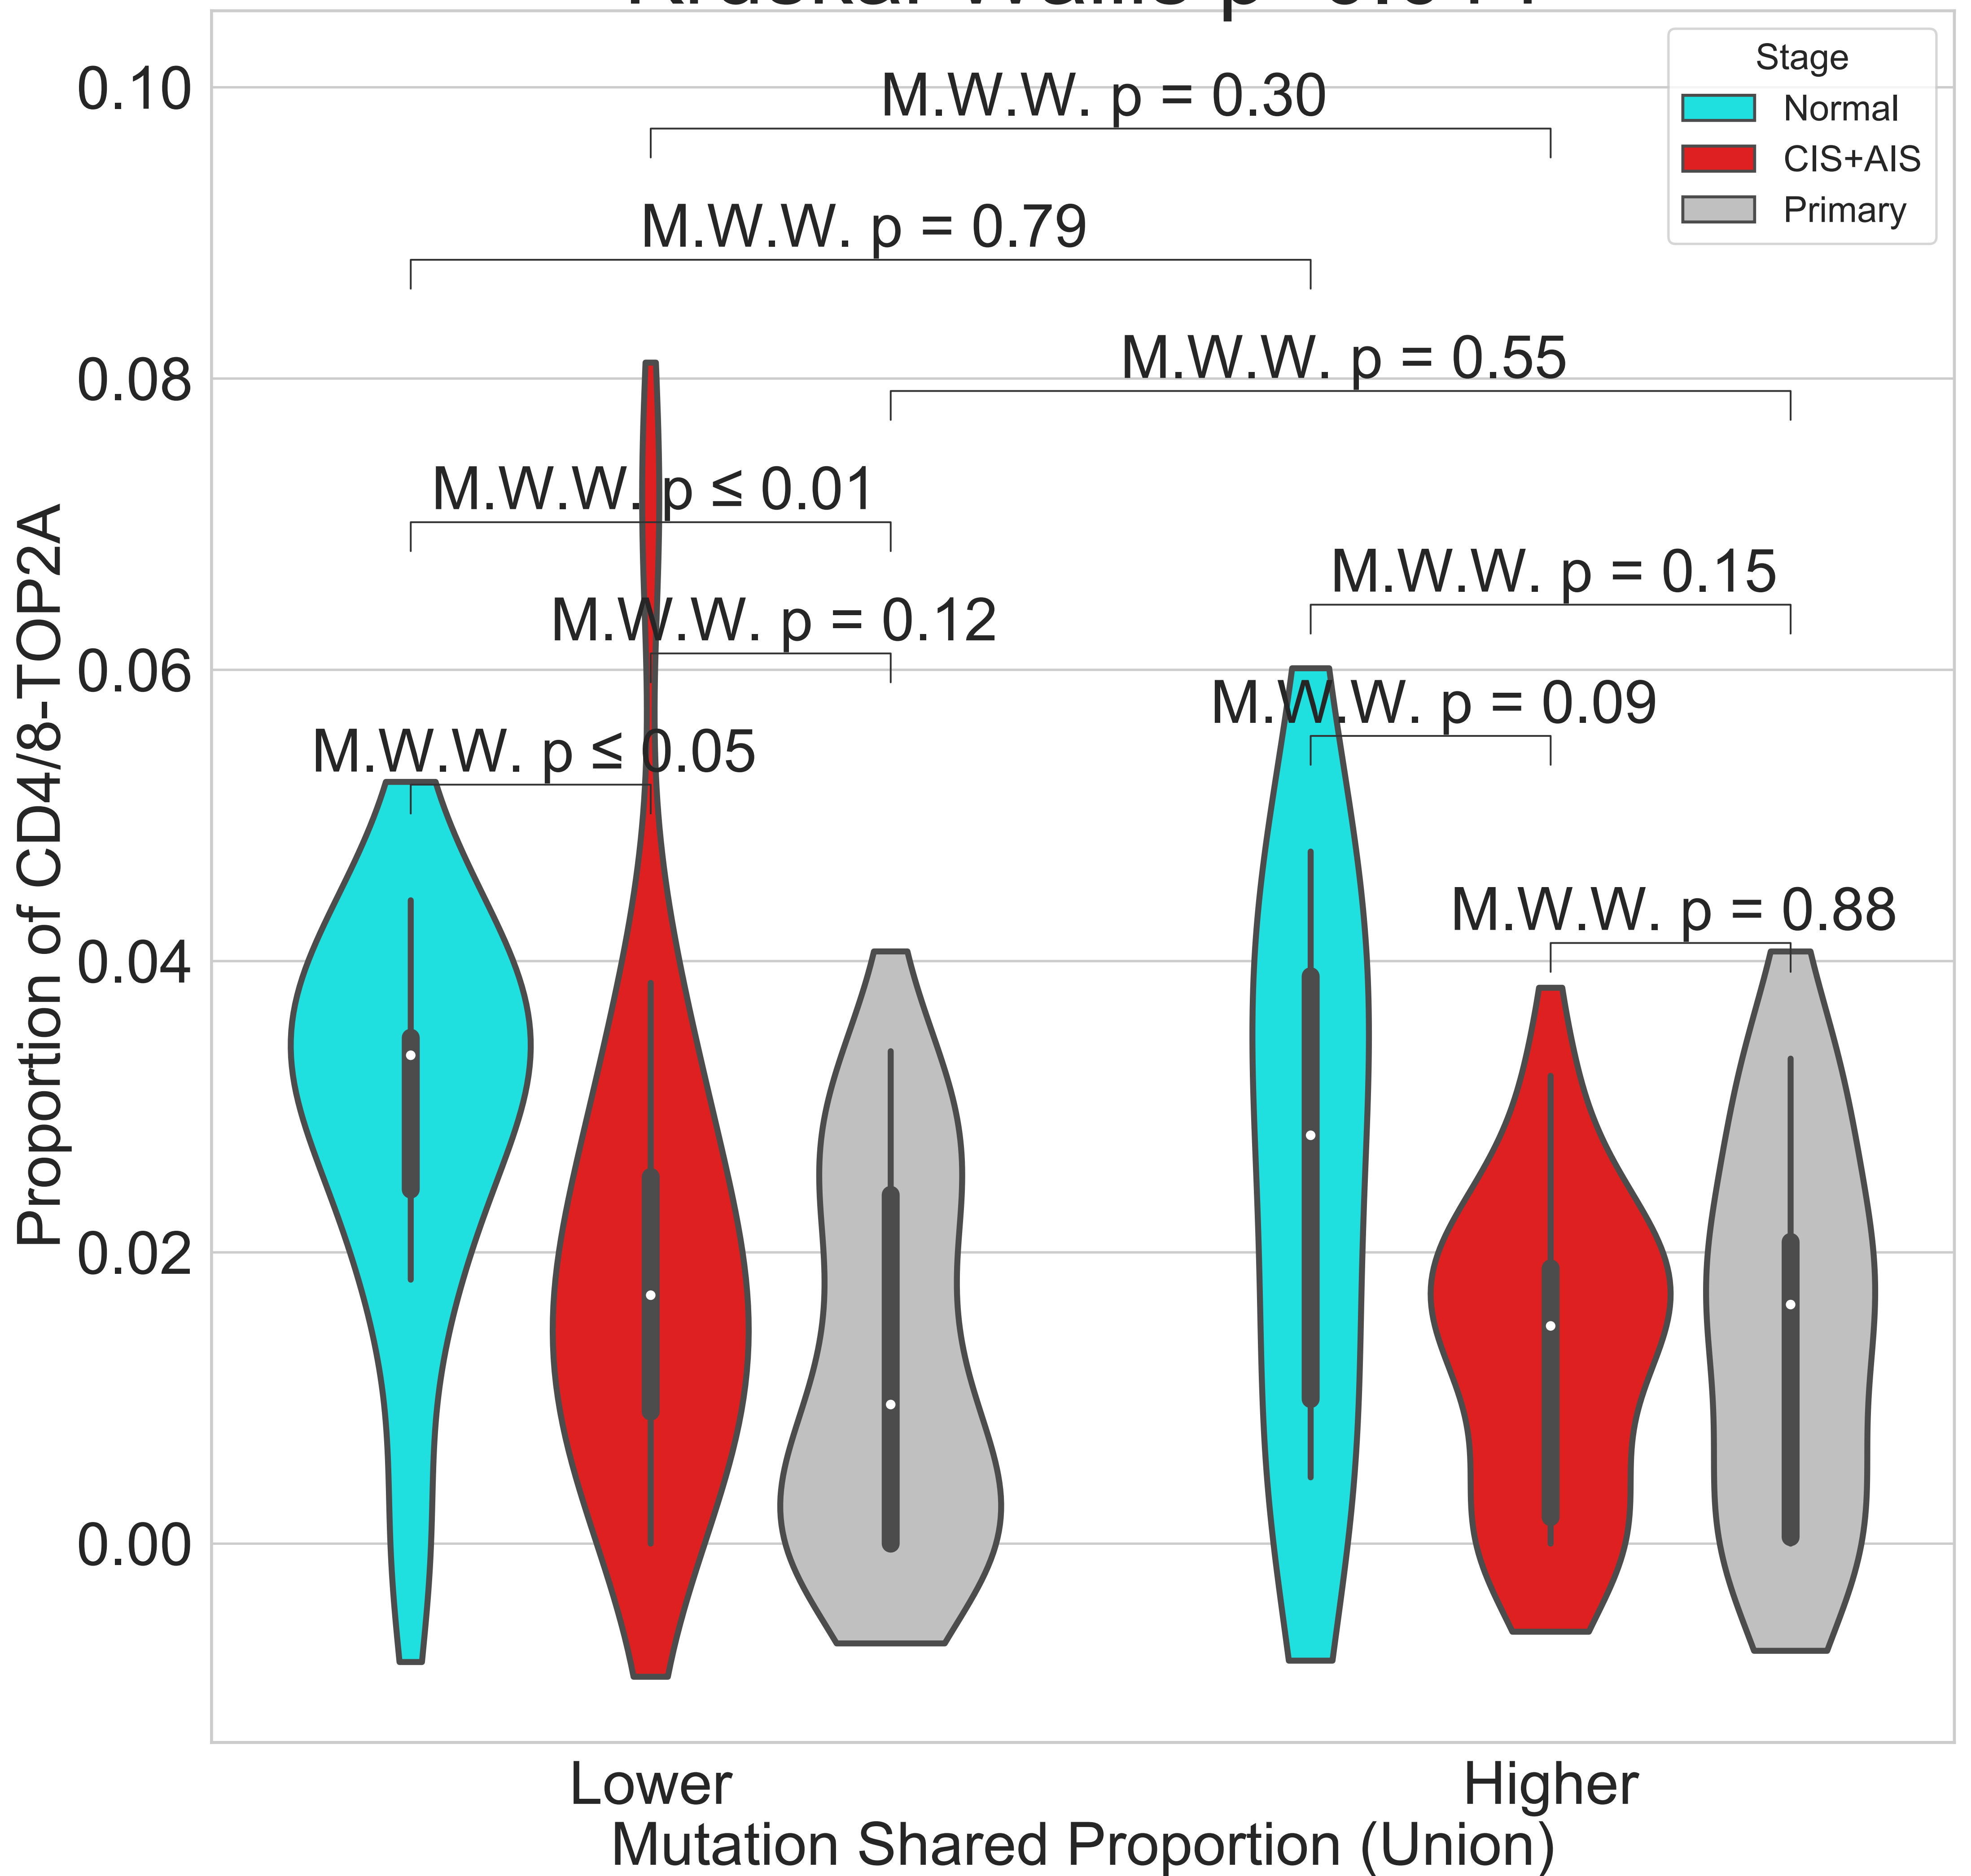 Stage
Normal
CIS+AIS
Primary
M.W.W. p = 0.30
M.W.W. p = 0.79
M.W.W. p = 0.55
M.W.W. p ≤ 0.01
M.W.W. p = 0.15
M.W.W. p = 0.12
M.W.W. p = 0.09
M.W.W. p ≤ 0.05
M.W.W. p = 0.88
0.10
0.08
0.06
0.04
0.02
0.00
Proportion of CD4/8-TOP2A
Lower
Higher
Mutation Shared Proportion (Union)